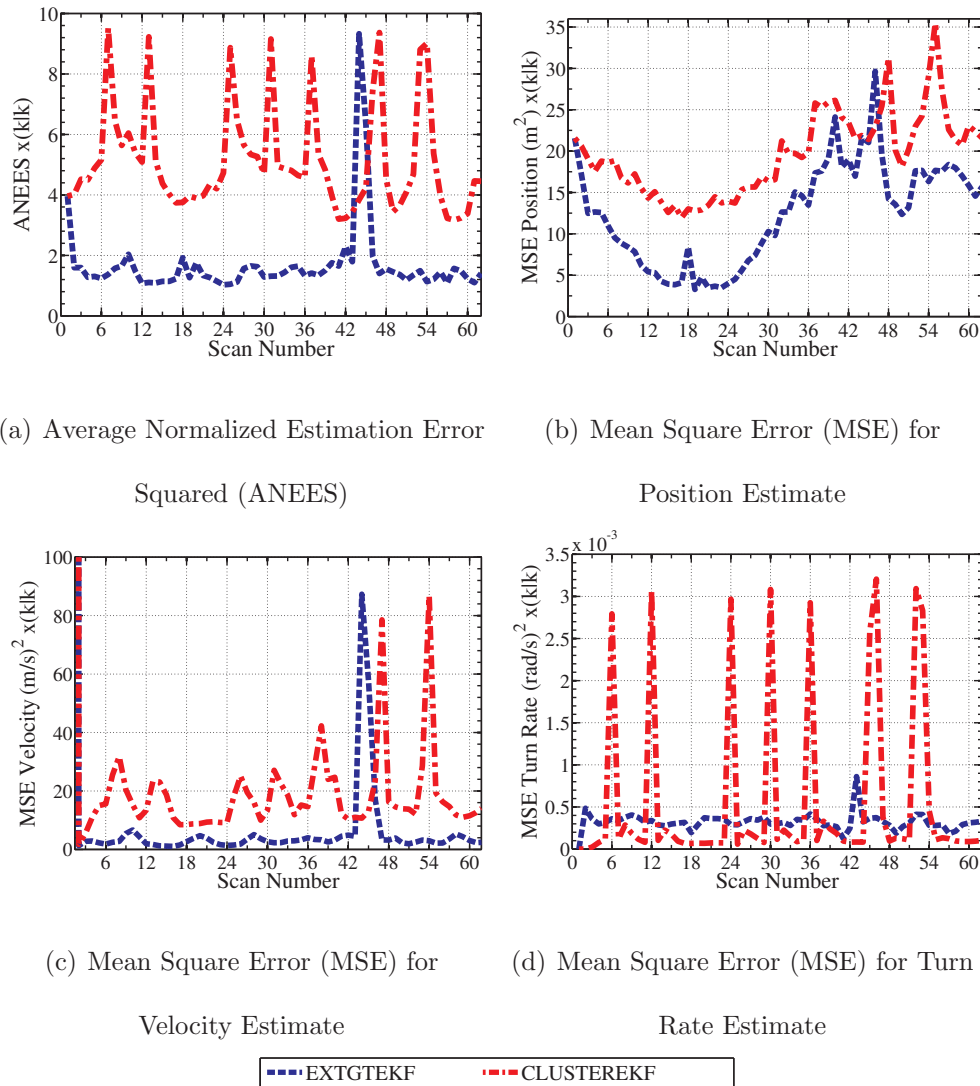 10
8
6
4
2
0
ANEES x(k|k)
0 6 12 18 24 30 36 42 48 54 60
Scan Number
35
30
25
20
15
10
5
0
MSE Position (m²) x(k|k)
0 6 12 18 24 30 36 42 48 54 60
Scan Number
(a) Average Normalized Estimation Error
Squared (ANEES)
(b) Mean Square Error (MSE) for
Position Estimate
100
80
60
40
20
0
MSE Velocity (m/s)² x(k|k)
0 6 12 18 24 30 36 42 48 54 60
Scan Number
x 10⁻³
3.5
3
2.5
2
1.5
1
0.5
0
MSE Turn Rate (rad/s)² x(k|k)
0 6 12 18 24 30 36 42 48 54 60
Scan Number
(c) Mean Square Error (MSE) for
Velocity Estimate
(d) Mean Square Error (MSE) for Turn
Rate Estimate
EXTGTEKF CLUSTEREKF